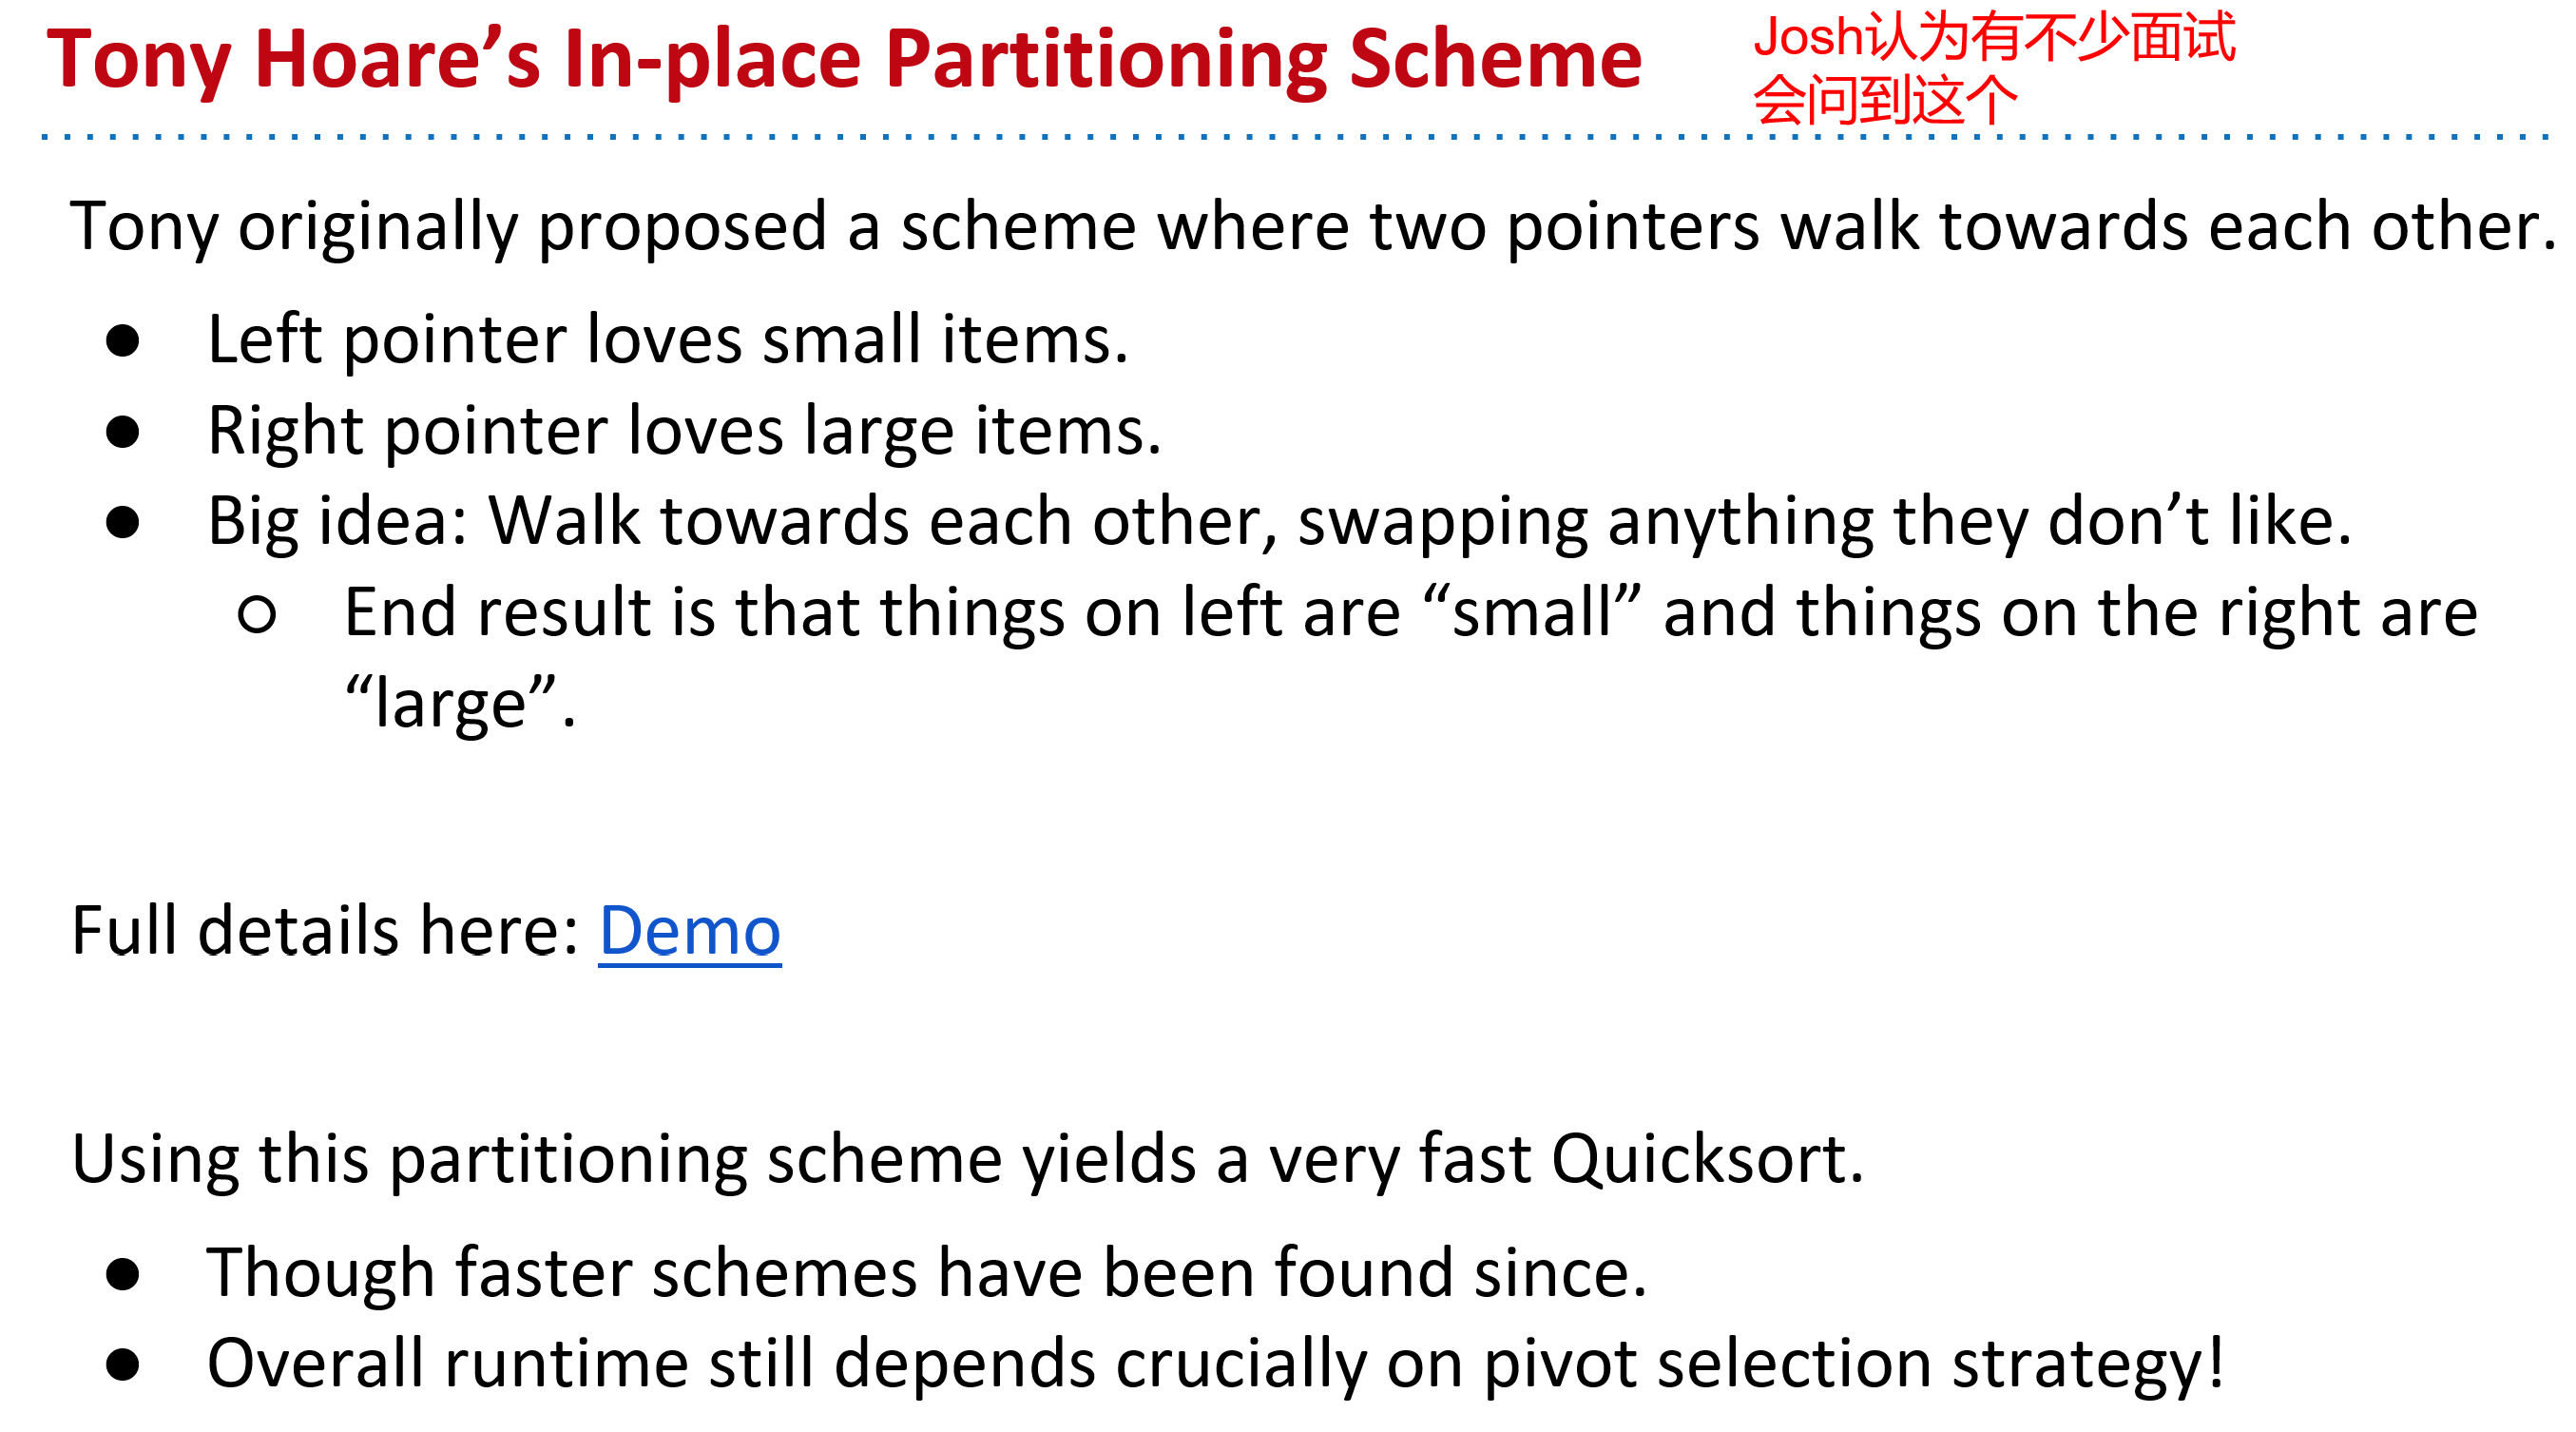 Tony Hoare’s In-place Partitioning Scheme
Josh认为有不少面试
会问到这个
Tony originally proposed a scheme where two pointers walk towards each other.
● Left pointer loves small items.
● Right pointer loves large items.
● Big idea: Walk towards each other, swapping anything they don’t like.
○ End result is that things on left are “small” and things on the right are
“large”.
Full details here: Demo
Using this partitioning scheme yields a very fast Quicksort.
● Though faster schemes have been found since.
● Overall runtime still depends crucially on pivot selection strategy!